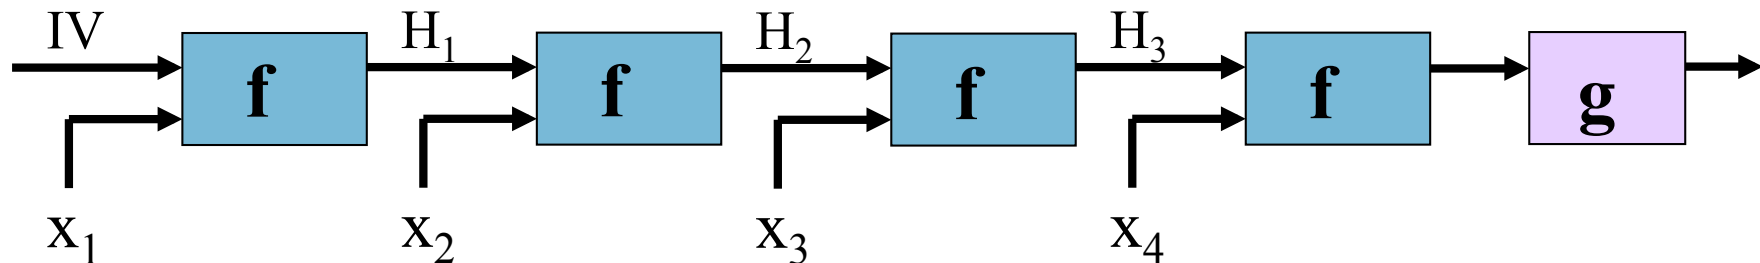 IV H₁ H₂ H₃
f f f f g
x₁ x₂ x₃ x₄